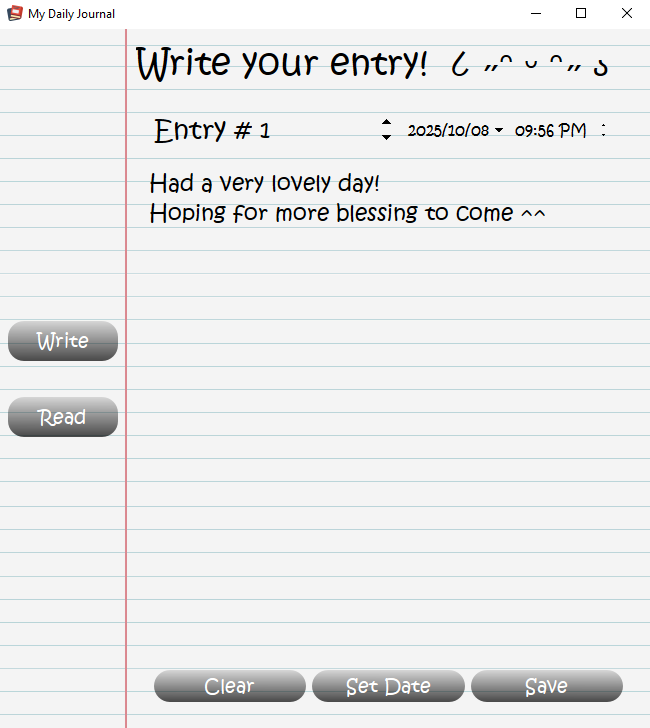 My Daily Journal
Write your entry! ૮ ˶ᵔ ᵕ ᵔ˶ ა
Entry # 1 2025/10/08 09:56 PM
Had a very lovely day!
Hoping for more blessing to come ^^
Write
Read
Clear Set Date Save